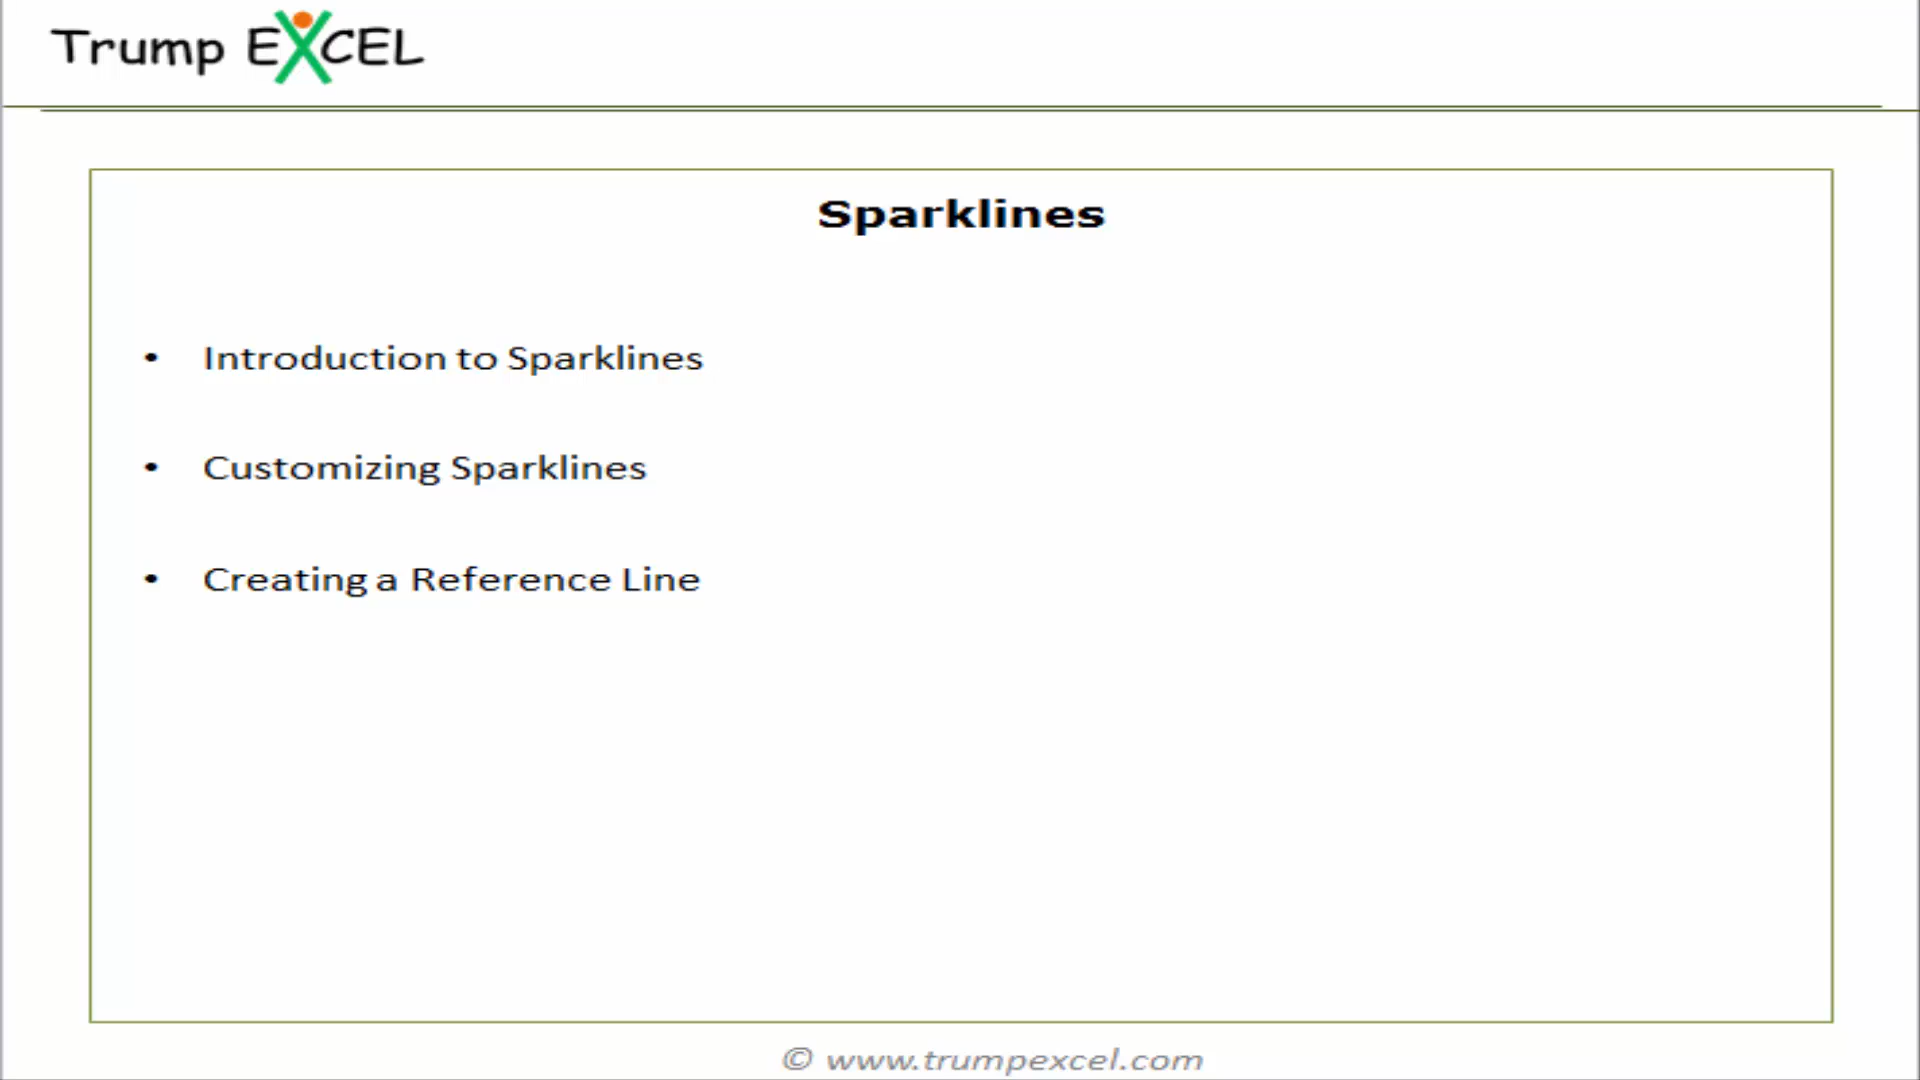 Trump EXCEL
Sparklines
• Introduction to Sparklines
• Customizing Sparklines
• Creating a Reference Line
© www.trumpexcel.com